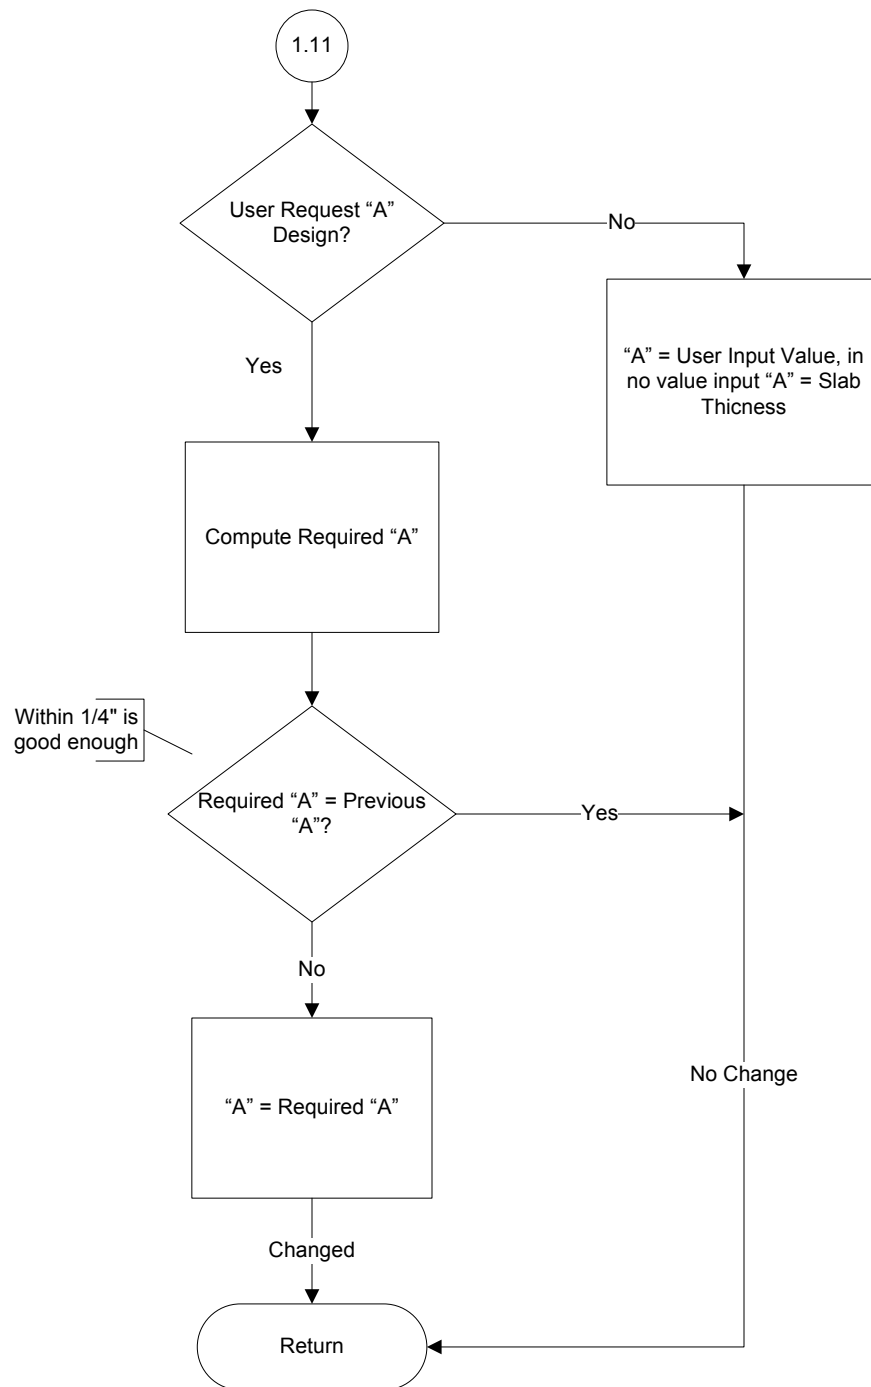 1.11
User Request “A”
Design?
No
Yes
“A” = User Input Value, in
no value input “A” = Slab
Thicness
Compute Required “A”
Within 1/4" is
good enough
Required “A” = Previous
“A”?
Yes
No
“A” = Required “A”
No Change
Changed
Return